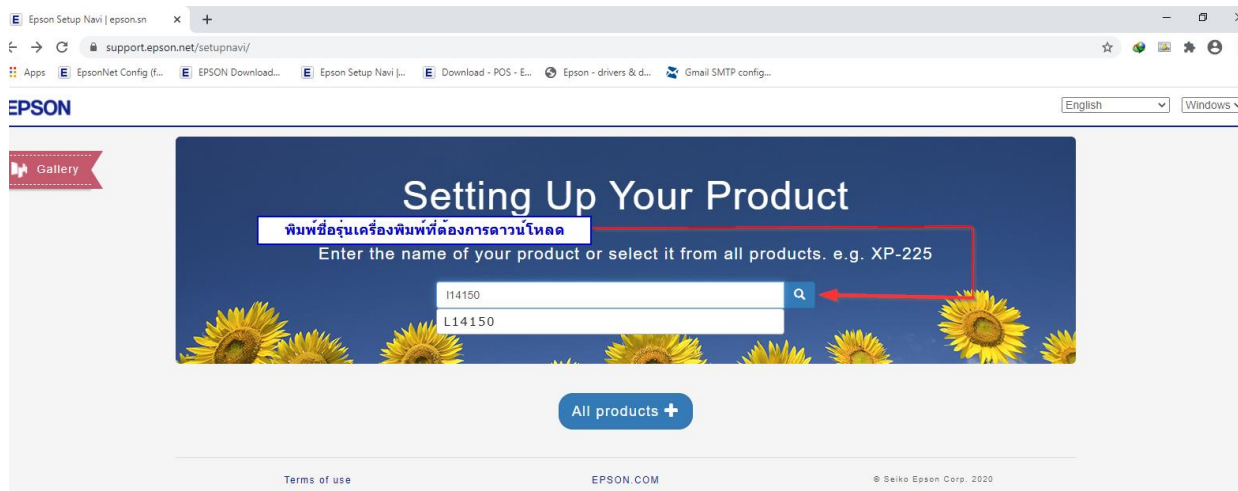 Epson Setup Navi | epson.sn
support.epson.net/setupnavi/
Apps EpsonNet Config (f... EPSON Download... Epson Setup Navi |... Download - POS - E... Epson - drivers & d... Gmail SMTP config...
EPSON English Windows
Gallery
Setting Up Your Product
พิมพ์ชื่อรุ่นเครื่องพิมพ์ที่ต้องการดาวน์โหลด
Enter the name of your product or select it from all products. e.g. XP-225
l14150
L14150
All products
Terms of use EPSON.COM © Seiko Epson Corp. 2020